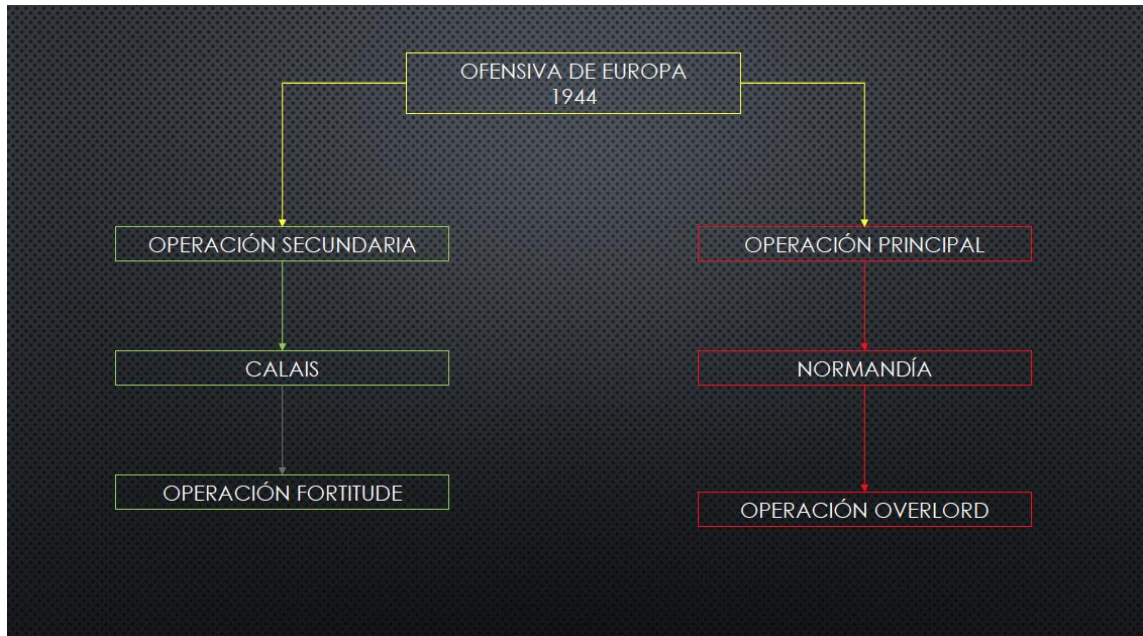 OFENSIVA DE EUROPA
1944
OPERACIÓN SECUNDARIA
OPERACIÓN PRINCIPAL
CALAIS
NORMANDÍA
OPERACIÓN FORTITUDE
OPERACIÓN OVERLORD